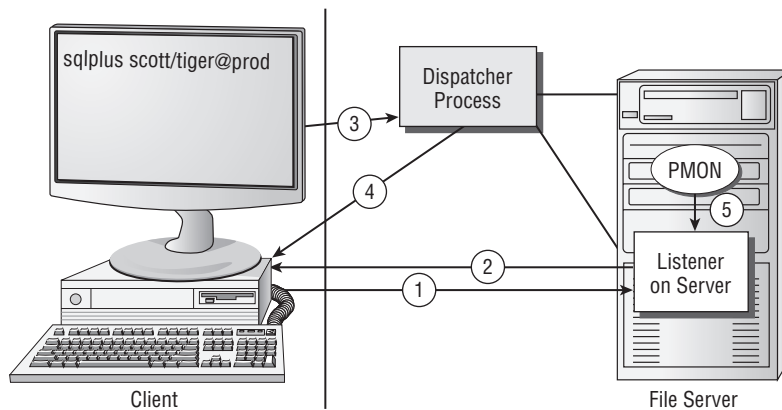 sqlplus scott/tiger@prod
Dispatcher
Process
3
PMON
4
5
2
Listener
on Server
1
Client
File Server